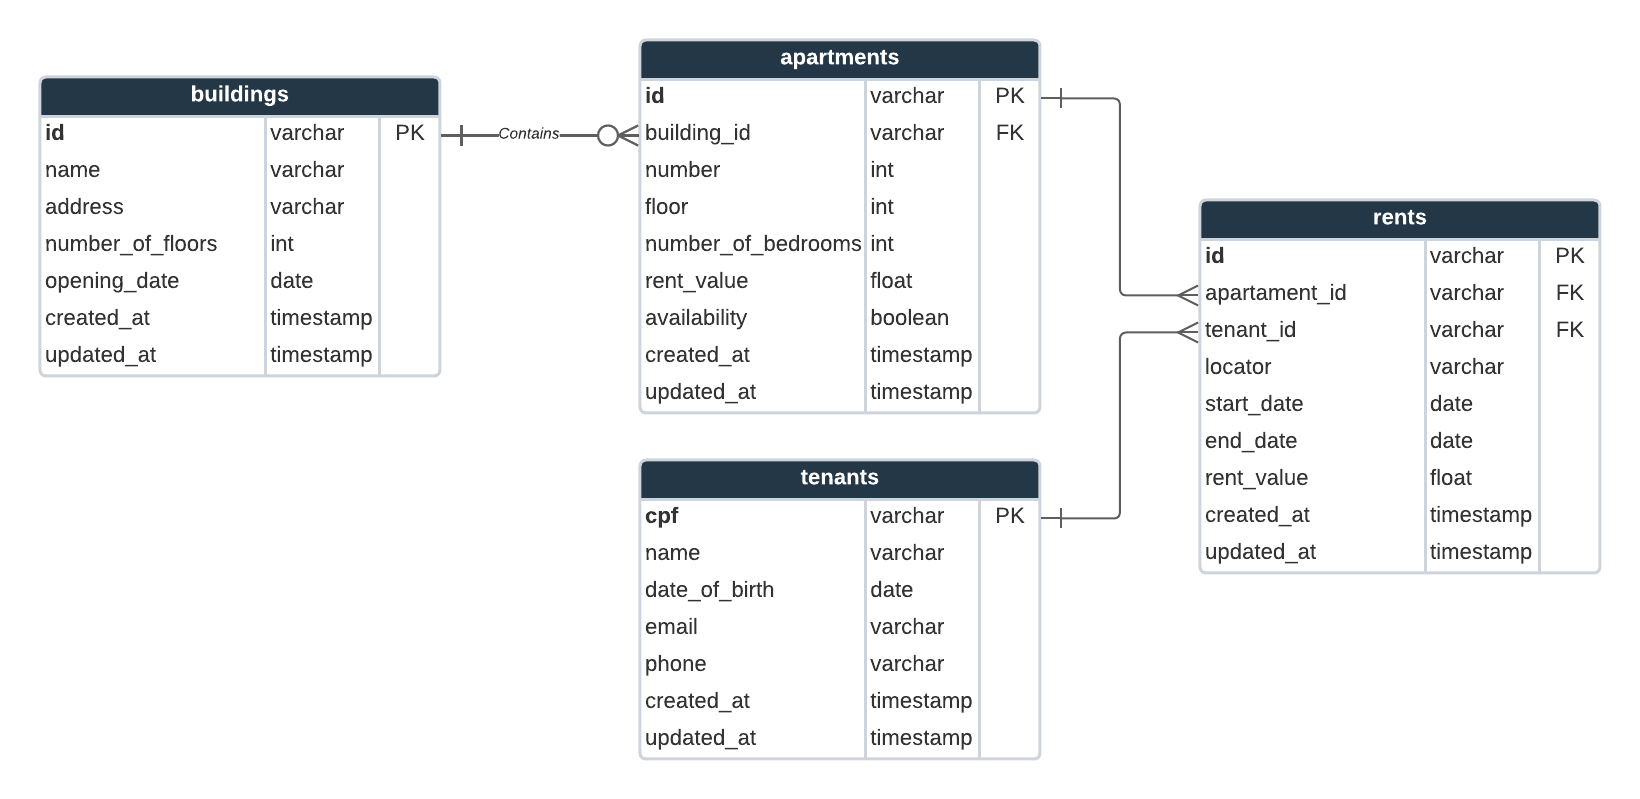 buildings
id varchar PK
name varchar
address varchar
number_of_floors int
opening_date date
created_at timestamp
updated_at timestamp
Contains
apartments
id varchar PK
building_id varchar FK
number int
floor int
number_of_bedrooms int
rent_value float
availability boolean
created_at timestamp
updated_at timestamp
tenants
cpf varchar PK
name varchar
date_of_birth date
email varchar
phone varchar
created_at timestamp
updated_at timestamp
rents
id varchar PK
apartament_id varchar FK
tenant_id varchar FK
locator varchar
start_date date
end_date date
rent_value float
created_at timestamp
updated_at timestamp